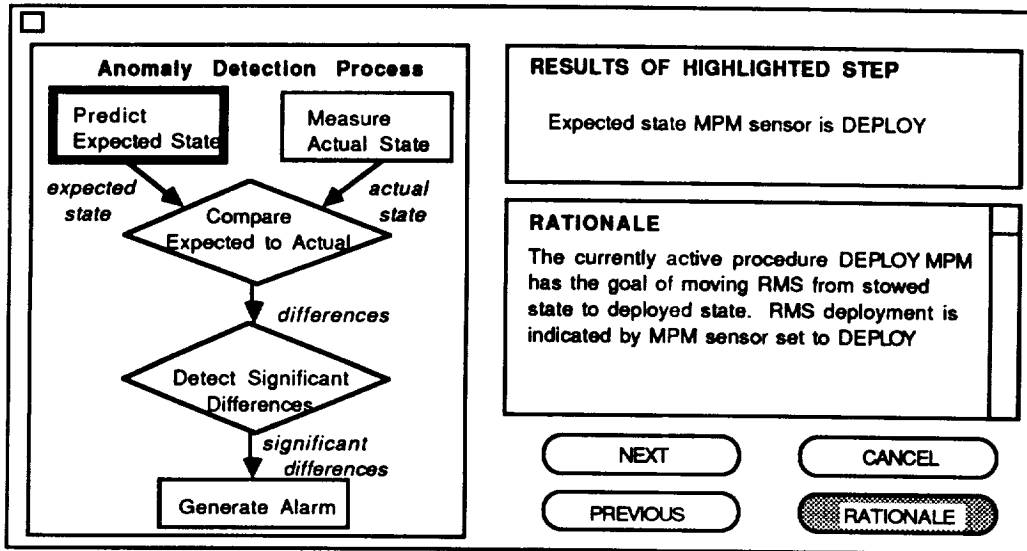 Anomaly Detection Process
Predict
Expected State
Measure
Actual State
expected
state
actual
state
Compare
Expected to Actual
differences
Detect Significant
Differences
significant
differences
Generate Alarm
RESULTS OF HIGHLIGHTED STEP
Expected state MPM sensor is DEPLOY
RATIONALE
The currently active procedure DEPLOY MPM
has the goal of moving RMS from stowed
state to deployed state. RMS deployment is
indicated by MPM sensor set to DEPLOY
NEXT
CANCEL
PREVIOUS
RATIONALE